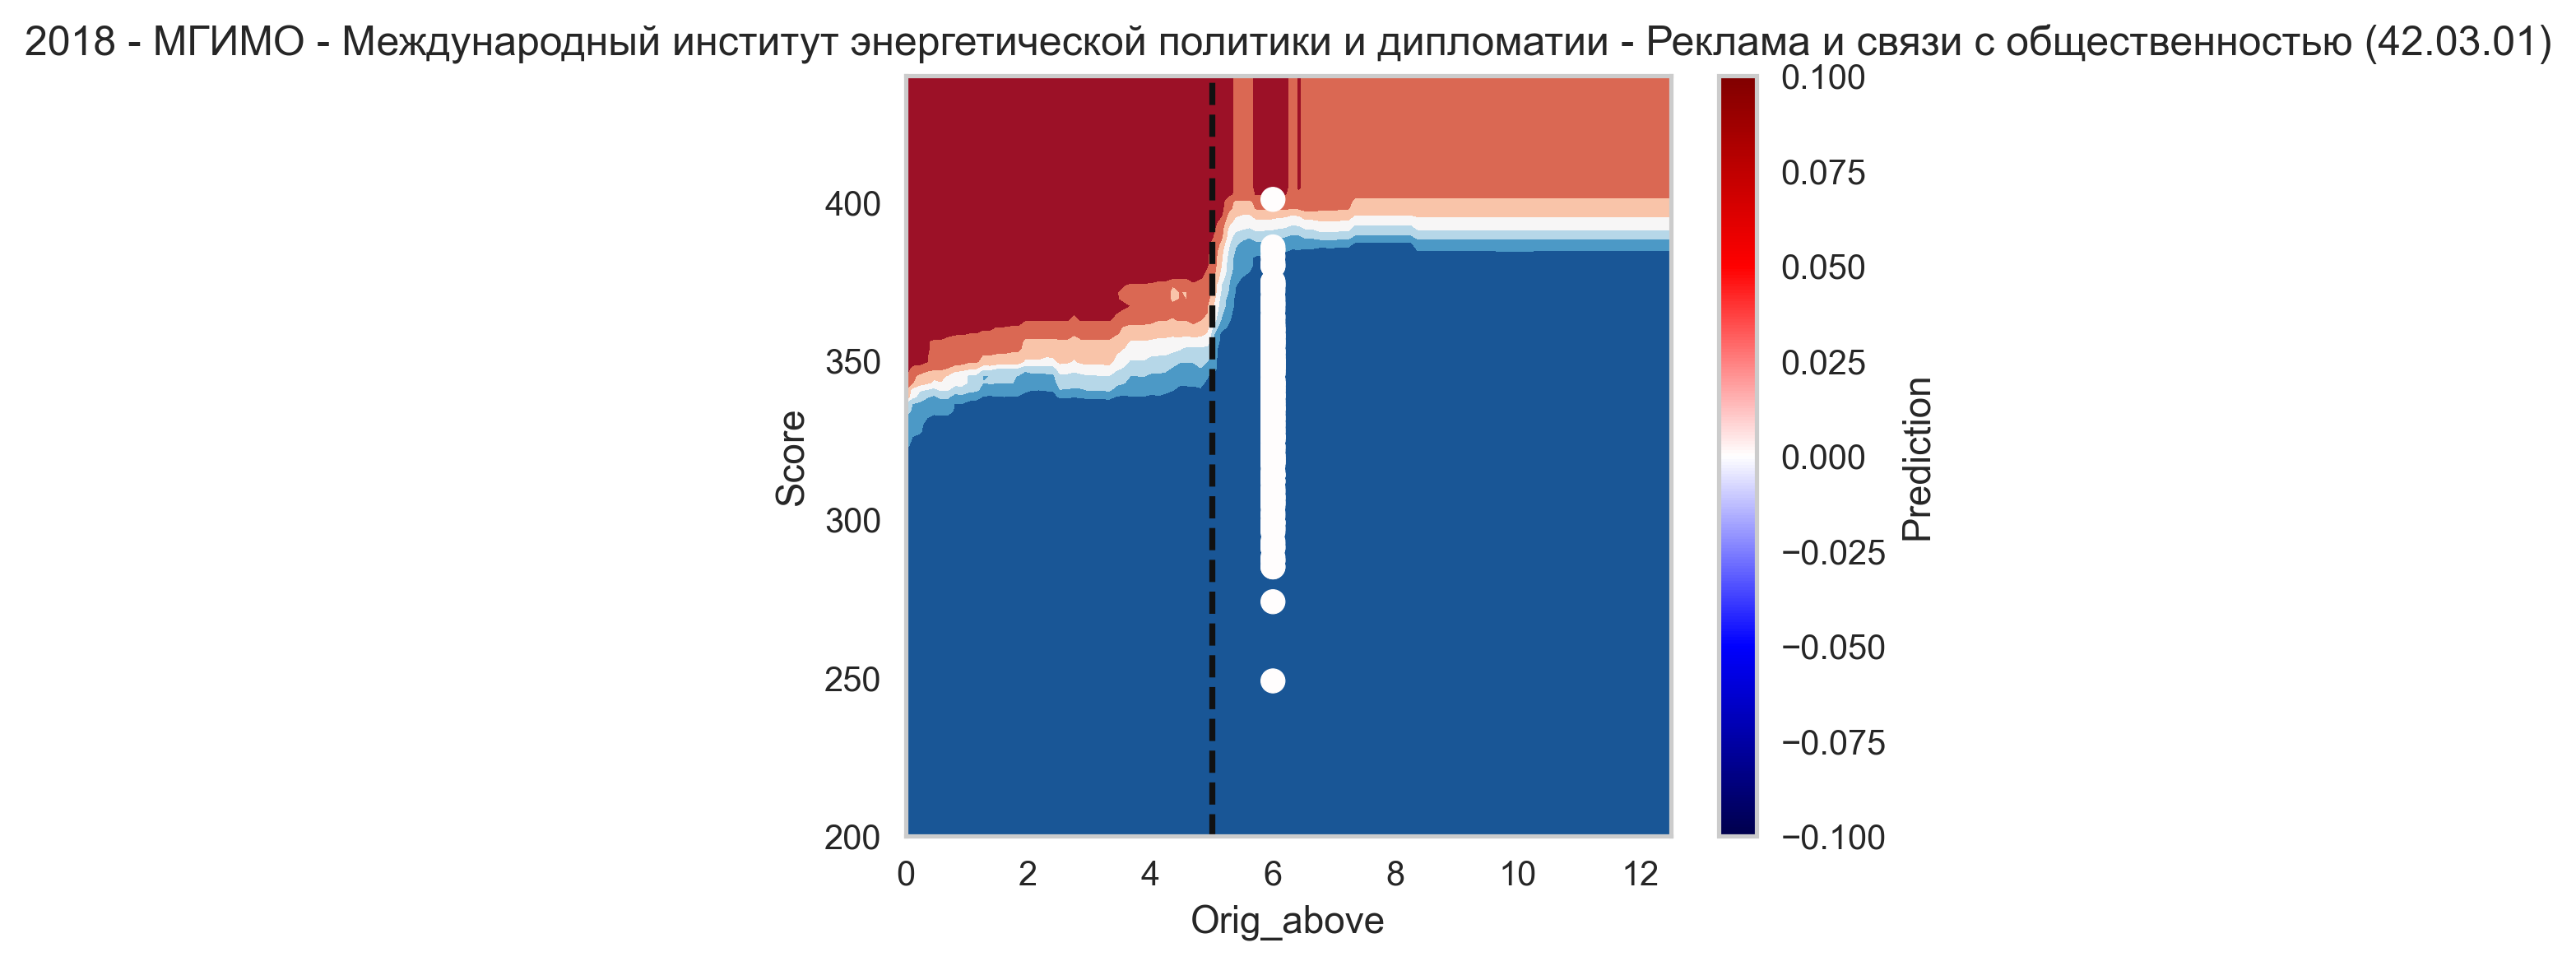 2018 - МГИМО - Международный институт энергетической политики и дипломатии - Реклама и связи с общественностью (42.03.01)
Score
400
350
300
250
200
0 2 4 6 8 10 12
Orig_above
0.100
0.075
0.050
0.025
0.000
−0.025
−0.050
−0.075
−0.100
Prediction